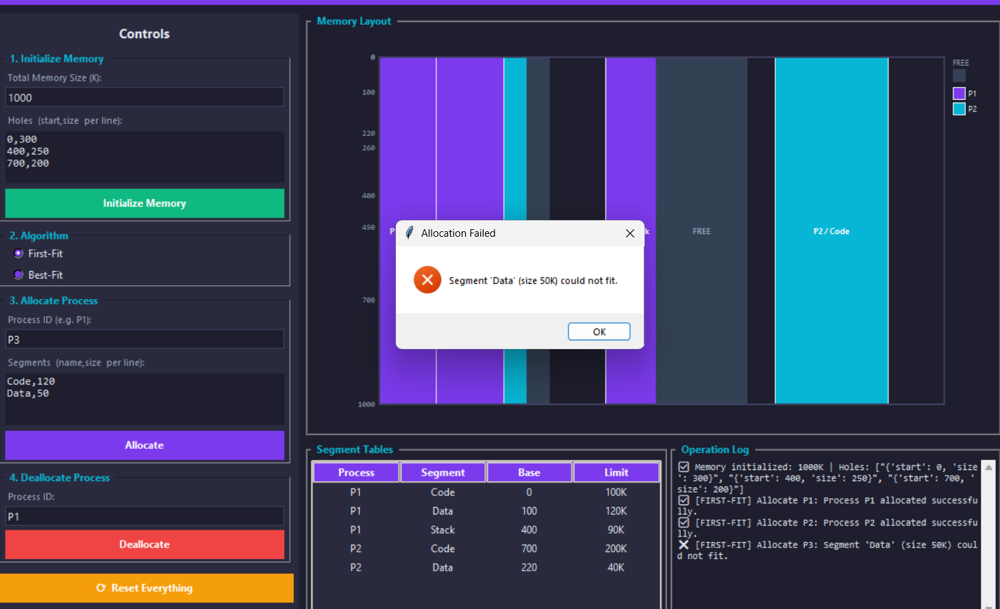 Controls
1. Initialize Memory
Total Memory Size (K):
1000
Holes (start,size per line):
0,300
400,250
700,200
Initialize Memory
2. Algorithm
First-Fit
Best-Fit
3. Allocate Process
Process ID (e.g. P1):
P3
Segments (name,size per line):
Code,120
Data,50
Allocate
4. Deallocate Process
Process ID:
P1
Deallocate
⟳ Reset Everything
Memory Layout
0
100
220
260
400
490
700
1000
FREE
P2 / Code
FREE
P1
P2
Allocation Failed
Segment 'Data' (size 50K) could not fit.
OK
Segment Tables
Process Segment Base Limit
P1 Code 0 100K
P1 Data 100 120K
P1 Stack 400 90K
P2 Code 700 200K
P2 Data 220 40K
Operation Log
☑ Memory initialized: 1000K | Holes: ["{'start': 0, 'size
': 300}", "{'start': 400, 'size': 250}", "{'start': 700, '
size': 200}"]
☑ [FIRST-FIT] Allocate P1: Process P1 allocated successfu
lly.
☑ [FIRST-FIT] Allocate P2: Process P2 allocated successfu
lly.
✕ [FIRST-FIT] Allocate P3: Segment 'Data' (size 50K) coul
d not fit.